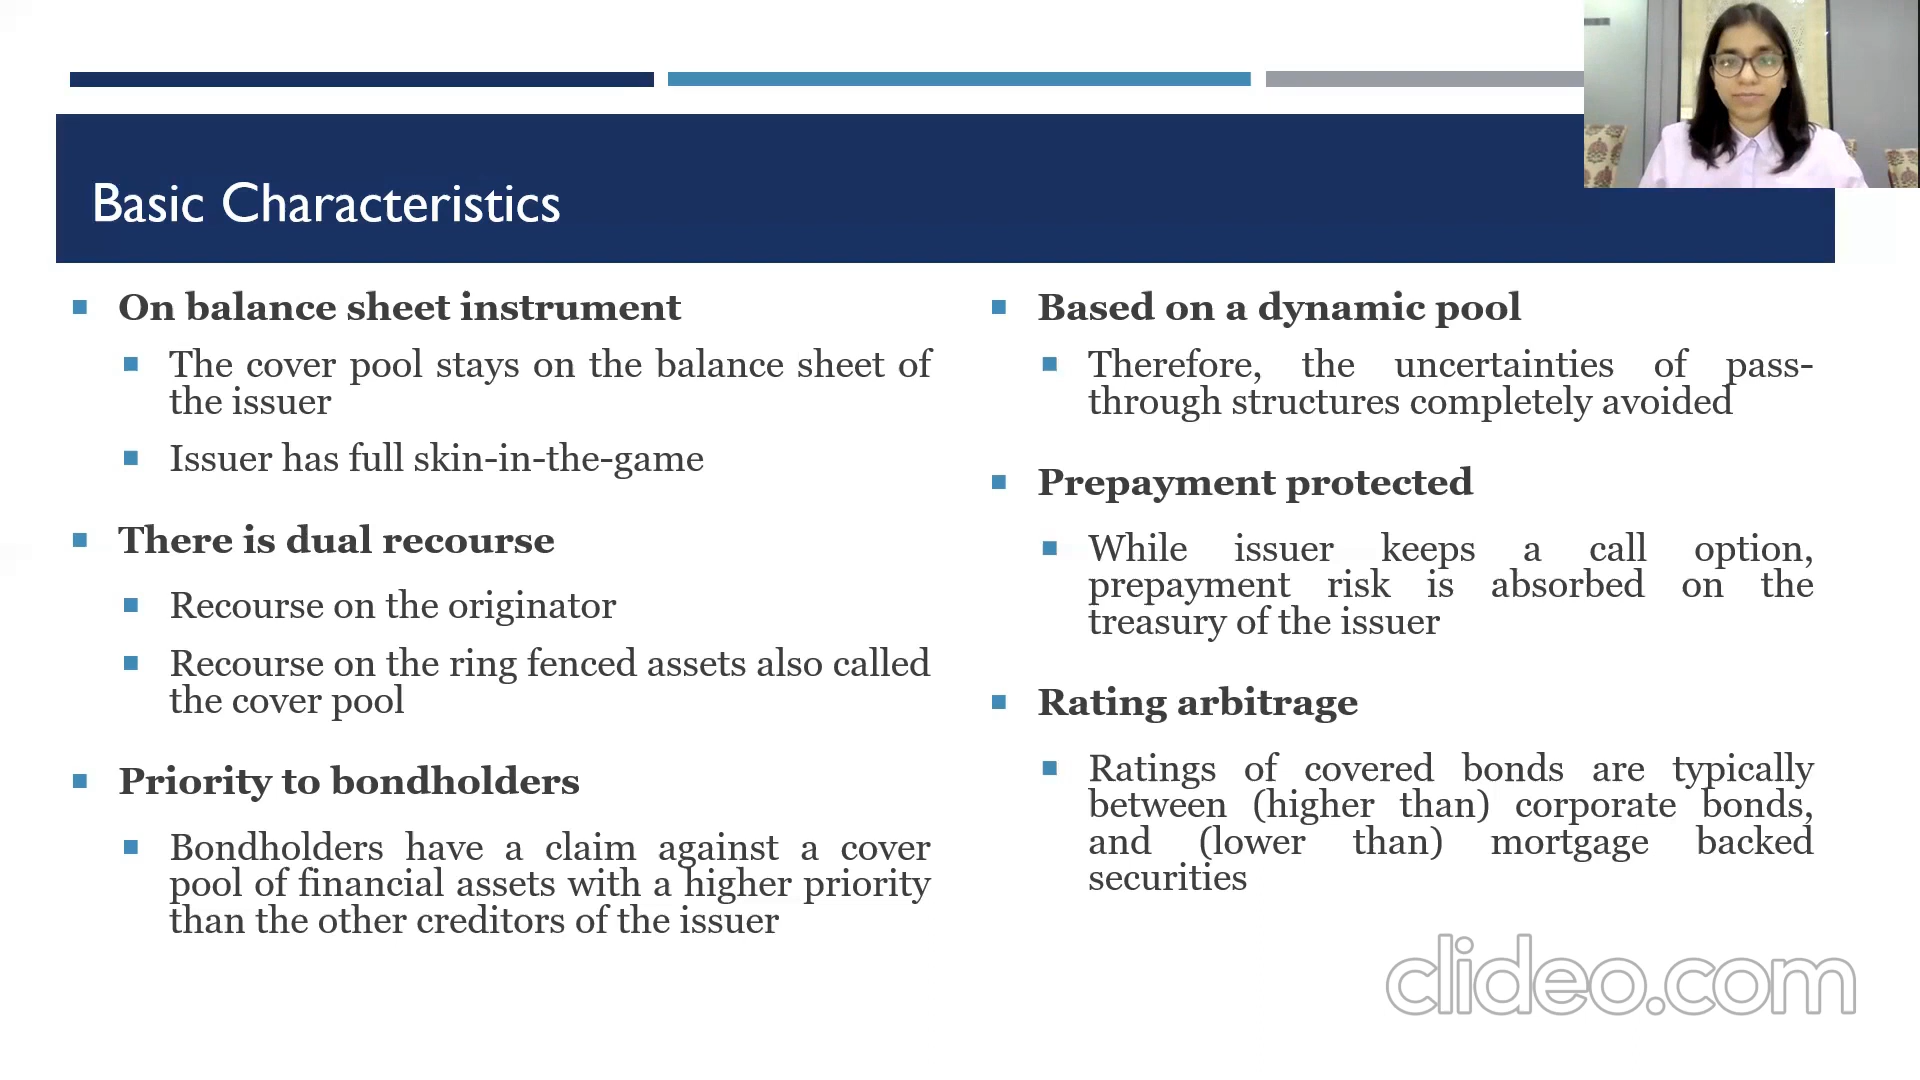 Basic Characteristics
On balance sheet instrument
The cover pool stays on the balance sheet of
the issuer
Issuer has full skin-in-the-game
There is dual recourse
Recourse on the originator
Recourse on the ring fenced assets also called
the cover pool
Priority to bondholders
Bondholders have a claim against a cover
pool of financial assets with a higher priority
than the other creditors of the issuer
Based on a dynamic pool
Therefore, the uncertainties of pass-
through structures completely avoided
Prepayment protected
While issuer keeps a call option,
prepayment risk is absorbed on the
treasury of the issuer
Rating arbitrage
Ratings of covered bonds are typically
between (higher than) corporate bonds,
and (lower than) mortgage backed
securities
clideo.com